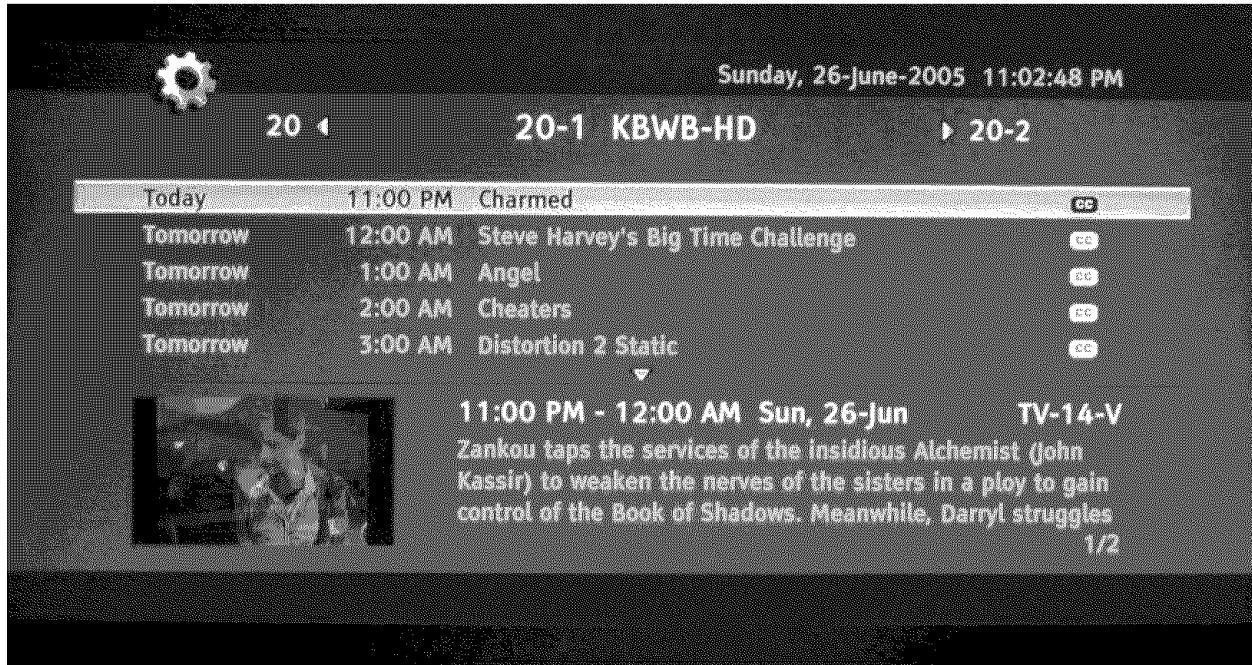 Sunday, 26-June-2005 11:02:48 PM
20 20-1 KBWB-HD 20-2
Today 11:00 PM Charmed CC
Tomorrow 12:00 AM Steve Harvey's Big Time Challenge CC
Tomorrow 1:00 AM Angel CC
Tomorrow 2:00 AM Cheaters CC
Tomorrow 3:00 AM Distortion 2 Static CC
11:00 PM - 12:00 AM Sun, 26-Jun TV-14-V
Zankou taps the services of the insidious Alchemist (John
Kassir) to weaken the nerves of the sisters in a ploy to gain
control of the Book of Shadows. Meanwhile, Darryl struggles
1/2